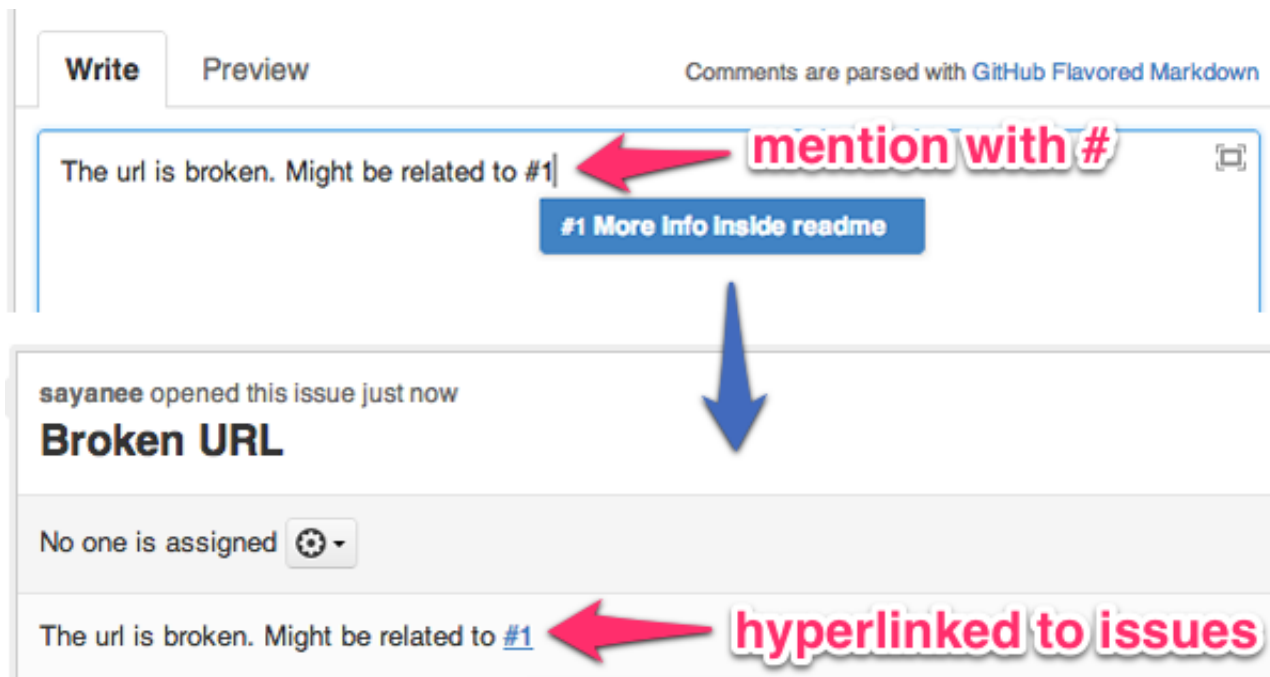 Write Preview Comments are parsed with GitHub Flavored Markdown
The url is broken. Might be related to #1 mention with #
#1 More info inside readme
sayanee opened this issue just now
Broken URL
No one is assigned
The url is broken. Might be related to #1 hyperlinked to issues